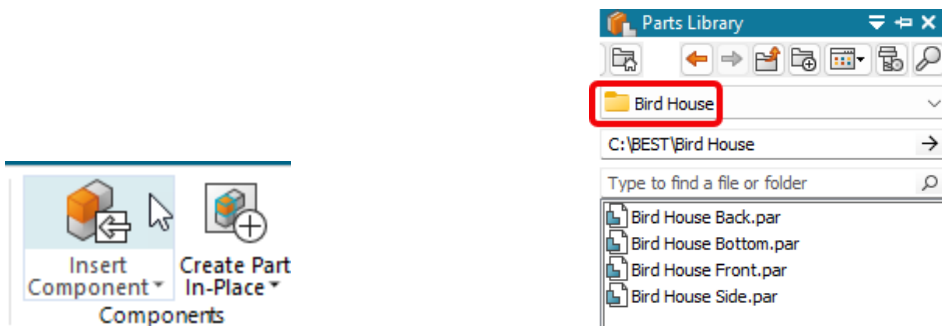 Parts Library
Bird House
C:\BEST\Bird House
Type to find a file or folder
Bird House Back.par
Bird House Bottom.par
Bird House Front.par
Bird House Side.par
Insert
Component
Create Part
In-Place
Components